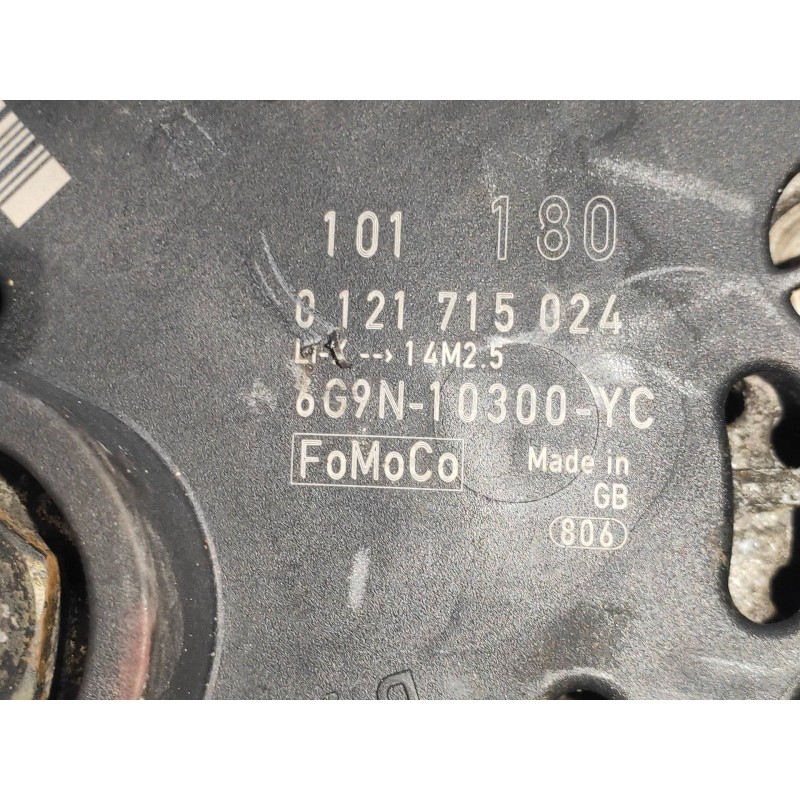 101 180
0 121 715 024
14M2.5
6G9N-10300-YC
FoMoCo
Made in
GB
806